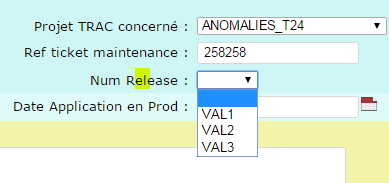 Projet TRAC concerné : ANOMALIES_T24
Ref ticket maintenance : 258258
Num Release :
VAL1
Date Application en Prod :
VAL2
VAL3